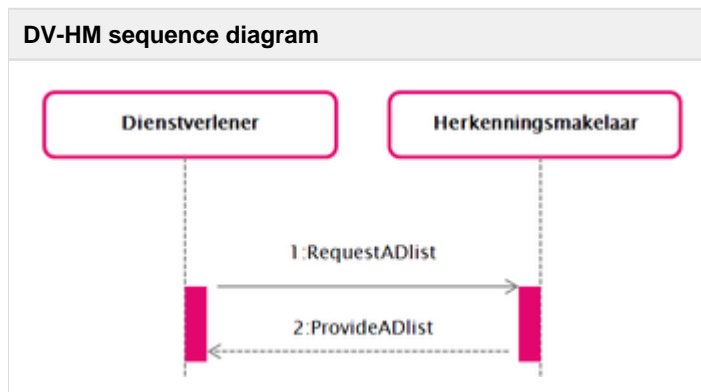 DV-HM sequence diagram
Dienstverlener
Herkenningsmakelaar
1:RequestADlist
2:ProvideADlist